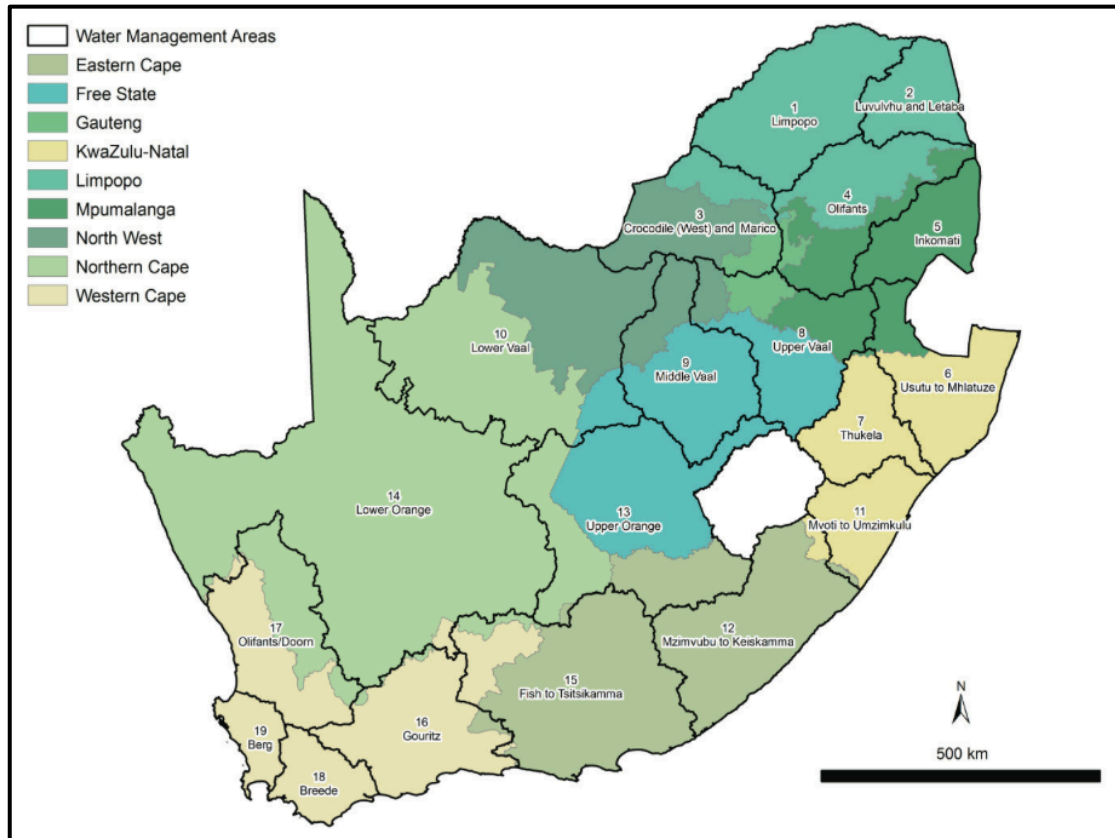 Water Management Areas
Eastern Cape
Free State
Gauteng
KwaZulu-Natal
Limpopo
Mpumalanga
North West
Northern Cape
Western Cape
1
Limpopo
2
Luvulvhu and Letaba
3
Crocodile (West) and Marico
4
Olifants
5
Inkomati
6
Usutu to Mhlatuze
7
Thukela
8
Upper Vaal
9
Middle Vaal
10
Lower Vaal
11
Mvoti to Umzimkulu
12
Mzimvubu to Keiskamma
13
Upper Orange
14
Lower Orange
15
Fish to Tsitsikamma
16
Gouritz
17
Olifants/Doorn
18
Breede
19
Berg
N
500 km